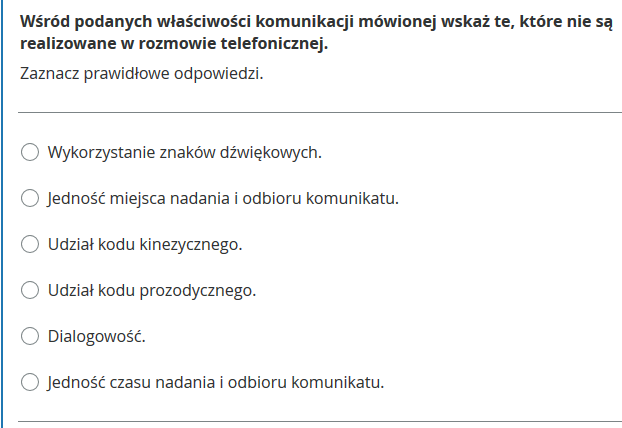 Wśród podanych właściwości komunikacji mówionej wskaż te, które nie są
realizowane w rozmowie telefonicznej.
Zaznacz prawidłowe odpowiedzi.
Wykorzystanie znaków dźwiękowych.
Jedność miejsca nadania i odbioru komunikatu.
Udział kodu kinezycznego.
Udział kodu prozodycznego.
Dialogowość.
Jedność czasu nadania i odbioru komunikatu.